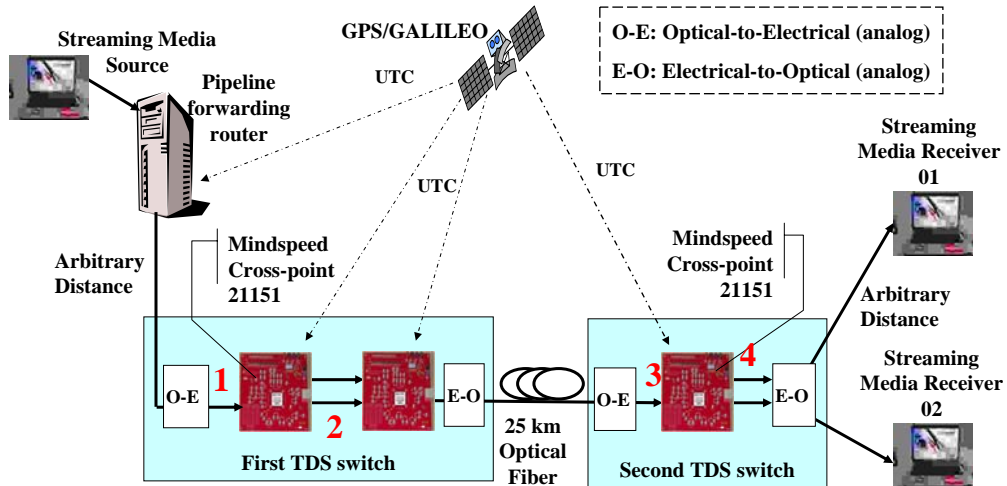 Streaming Media
Source
Pipeline
forwarding
router
GPS/GALILEO
UTC
O-E: Optical-to-Electrical (analog)
E-O: Electrical-to-Optical (analog)
UTC
UTC
Streaming
Media Receiver
01
Arbitrary
Distance
Mindspeed
Cross-point
21151
Mindspeed
Cross-point
21151
Arbitrary
Distance
O-E
1
2
E-O
First TDS switch
25 km
Optical
Fiber
O-E
3
4
E-O
Second TDS switch
Streaming
Media Receiver
02